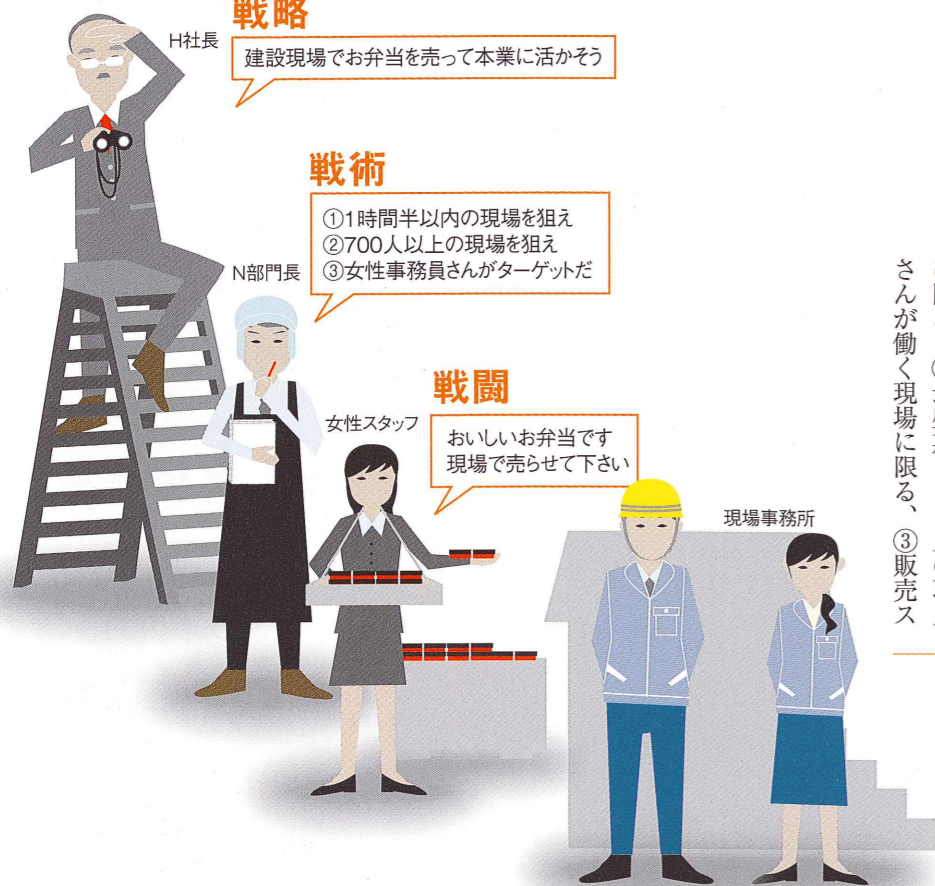 戦略
H社長
建設現場でお弁当を売って本業に活かそう
戦術
N部門長
①1時間半以内の現場を狙え
②700人以上の現場を狙え
③女性事務員さんがターゲットだ
戦闘
女性スタッフ
おいしいお弁当です
現場で売らせて下さい
現場事務所
さんが働く現場に限る、③販売ス